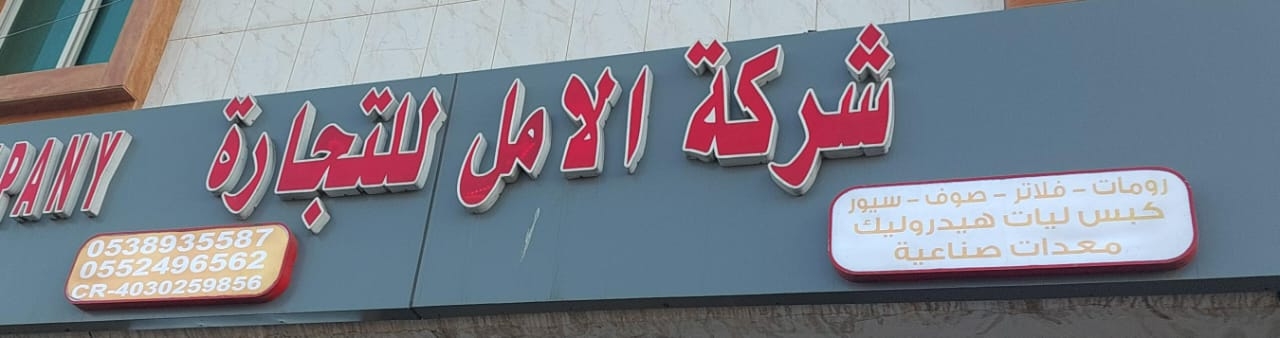 شركة الامل للتجارة
PANY
رومات - فلاتر - صوف - سيور
كبس ليات هيدروليك
معدات صناعية
0538935587
0552496562
CR-4030259856